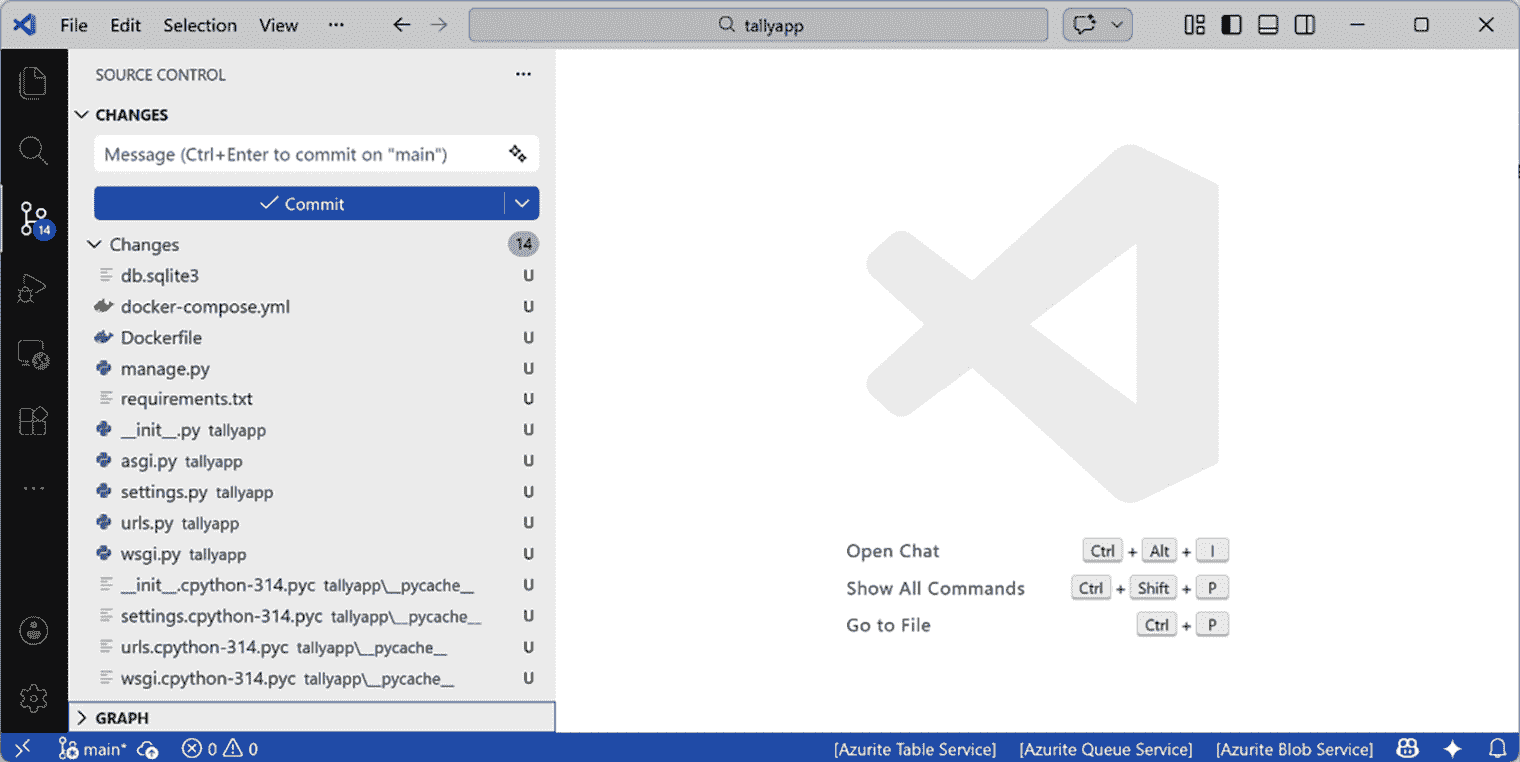 File Edit Selection View ··· tallyapp
SOURCE CONTROL ···
CHANGES
Message (Ctrl+Enter to commit on "main")
Commit
Changes 14
14
db.sqlite3 U
docker-compose.yml U
Dockerfile U
manage.py U
requirements.txt U
__init__.py tallyapp U
asgi.py tallyapp U
settings.py tallyapp U
urls.py tallyapp U
wsgi.py tallyapp U
__init__.cpython-314.pyc tallyapp\__pycache__ U
settings.cpython-314.pyc tallyapp\__pycache__ U
urls.cpython-314.pyc tallyapp\__pycache__ U
wsgi.cpython-314.pyc tallyapp\__pycache__ U
GRAPH
Open Chat Ctrl + Alt + I
Show All Commands Ctrl + Shift + P
Go to File Ctrl + P
main* 0 0 [Azurite Table Service] [Azurite Queue Service] [Azurite Blob Service]